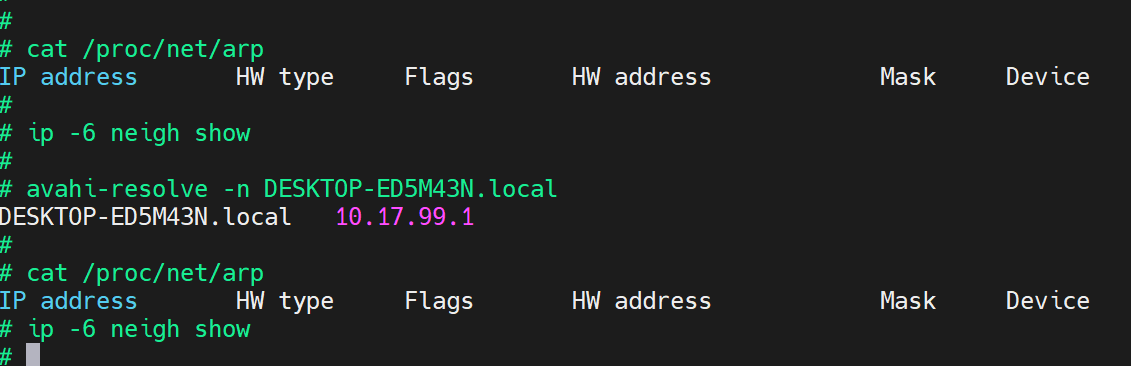 #
#
# cat /proc/net/arp
IP address       HW type     Flags       HW address            Mask     Device
#
# ip -6 neigh show
#
# avahi-resolve -n DESKTOP-ED5M43N.local
DESKTOP-ED5M43N.local   10.17.99.1
#
# cat /proc/net/arp
IP address       HW type     Flags       HW address            Mask     Device
# ip -6 neigh show
#